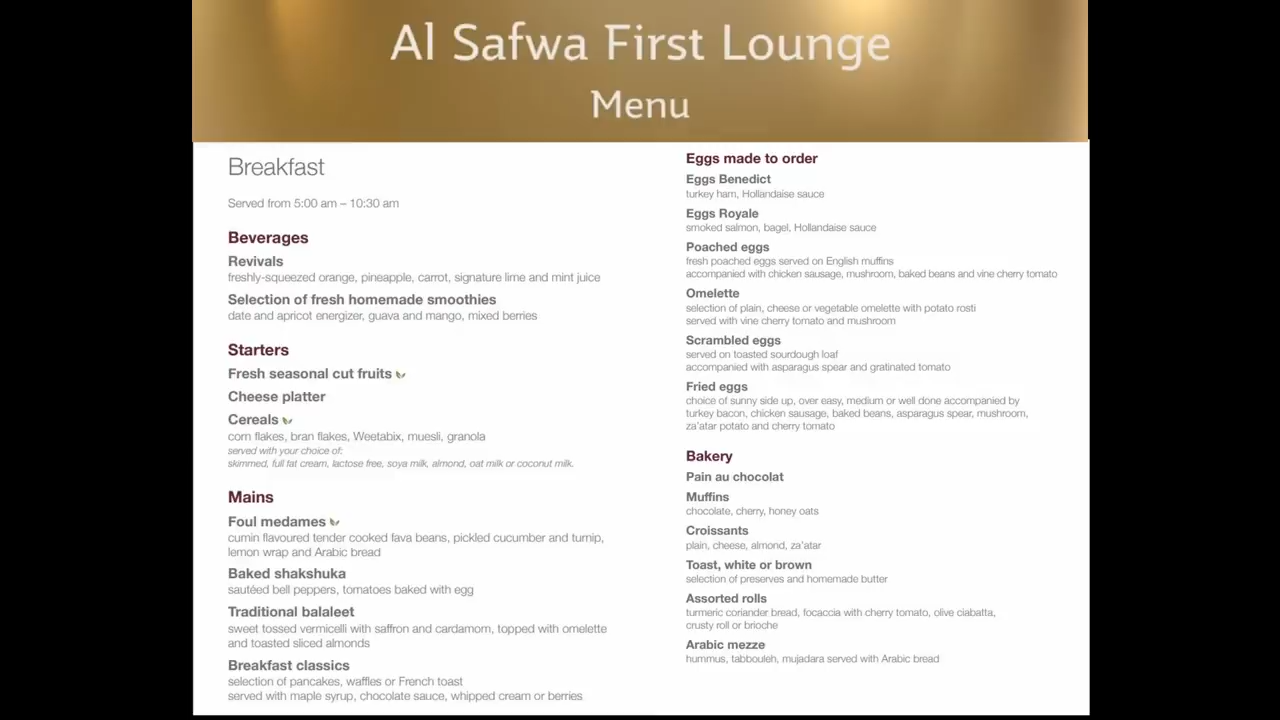 Al Safwa First Lounge
Menu
Breakfast
Served from 5:00 am – 10:30 am
Beverages
Revivals
freshly-squeezed orange, pineapple, carrot, signature lime and mint juice
Selection of fresh homemade smoothies
date and apricot energizer, guava and mango, mixed berries
Starters
Fresh seasonal cut fruits
Cheese platter
Cereals
corn flakes, bran flakes, Weetabix, muesli, granola
served with your choice of:
skimmed, full fat cream, lactose free, soya milk, almond, oat milk or coconut milk.
Mains
Foul medames
cumin flavoured tender cooked fava beans, pickled cucumber and turnip,
lemon wrap and Arabic bread
Baked shakshuka
sautéed bell peppers, tomatoes baked with egg
Traditional balaleet
sweet tossed vermicelli with saffron and cardamom, topped with omelette
and toasted sliced almonds
Breakfast classics
selection of pancakes, waffles or French toast
served with maple syrup, chocolate sauce, whipped cream or berries
Eggs made to order
Eggs Benedict
turkey ham, Hollandaise sauce
Eggs Royale
smoked salmon, bagel, Hollandaise sauce
Poached eggs
fresh poached eggs served on English muffins
accompanied with chicken sausage, mushroom, baked beans and vine cherry tomato
Omelette
selection of plain, cheese or vegetable omelette with potato rosti
served with vine cherry tomato and mushroom
Scrambled eggs
served on toasted sourdough loaf
accompanied with asparagus spear and gratinated tomato
Fried eggs
choice of sunny side up, over easy, medium or well done accompanied by
turkey bacon, chicken sausage, baked beans, asparagus spear, mushroom,
za'atar potato and cherry tomato
Bakery
Pain au chocolat
Muffins
chocolate, cherry, honey oats
Croissants
plain, cheese, almond, za'atar
Toast, white or brown
selection of preserves and homemade butter
Assorted rolls
turmeric coriander bread, focaccia with cherry tomato, olive ciabatta,
crusty roll or brioche
Arabic mezze
hummus, tabbouleh, mujadara served with Arabic bread